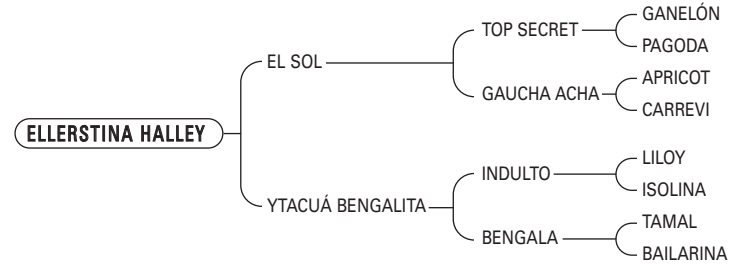 GANELÓN
TOP SECRET
PAGODA
EL SOL
APRICOT
GAUCHA ACHA
CARREVI
ELLERSTINA HALLEY
LILOY
INDULTO
ISOLINA
YTACUÁ BENGALITA
TAMAL
BENGALA
BAILARINA